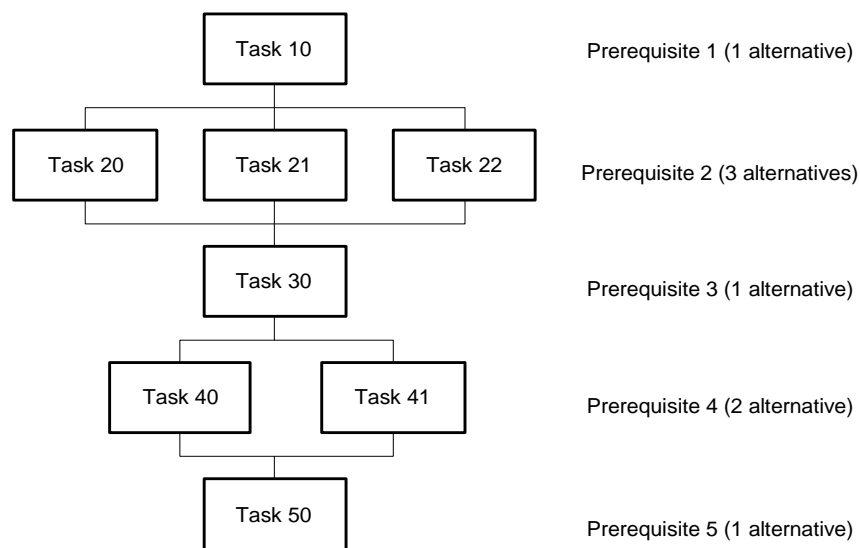 Task 10
Prerequisite 1 (1 alternative)
Task 20
Task 21
Task 22
Prerequisite 2 (3 alternatives)
Task 30
Prerequisite 3 (1 alternative)
Task 40
Task 41
Prerequisite 4 (2 alternative)
Task 50
Prerequisite 5 (1 alternative)